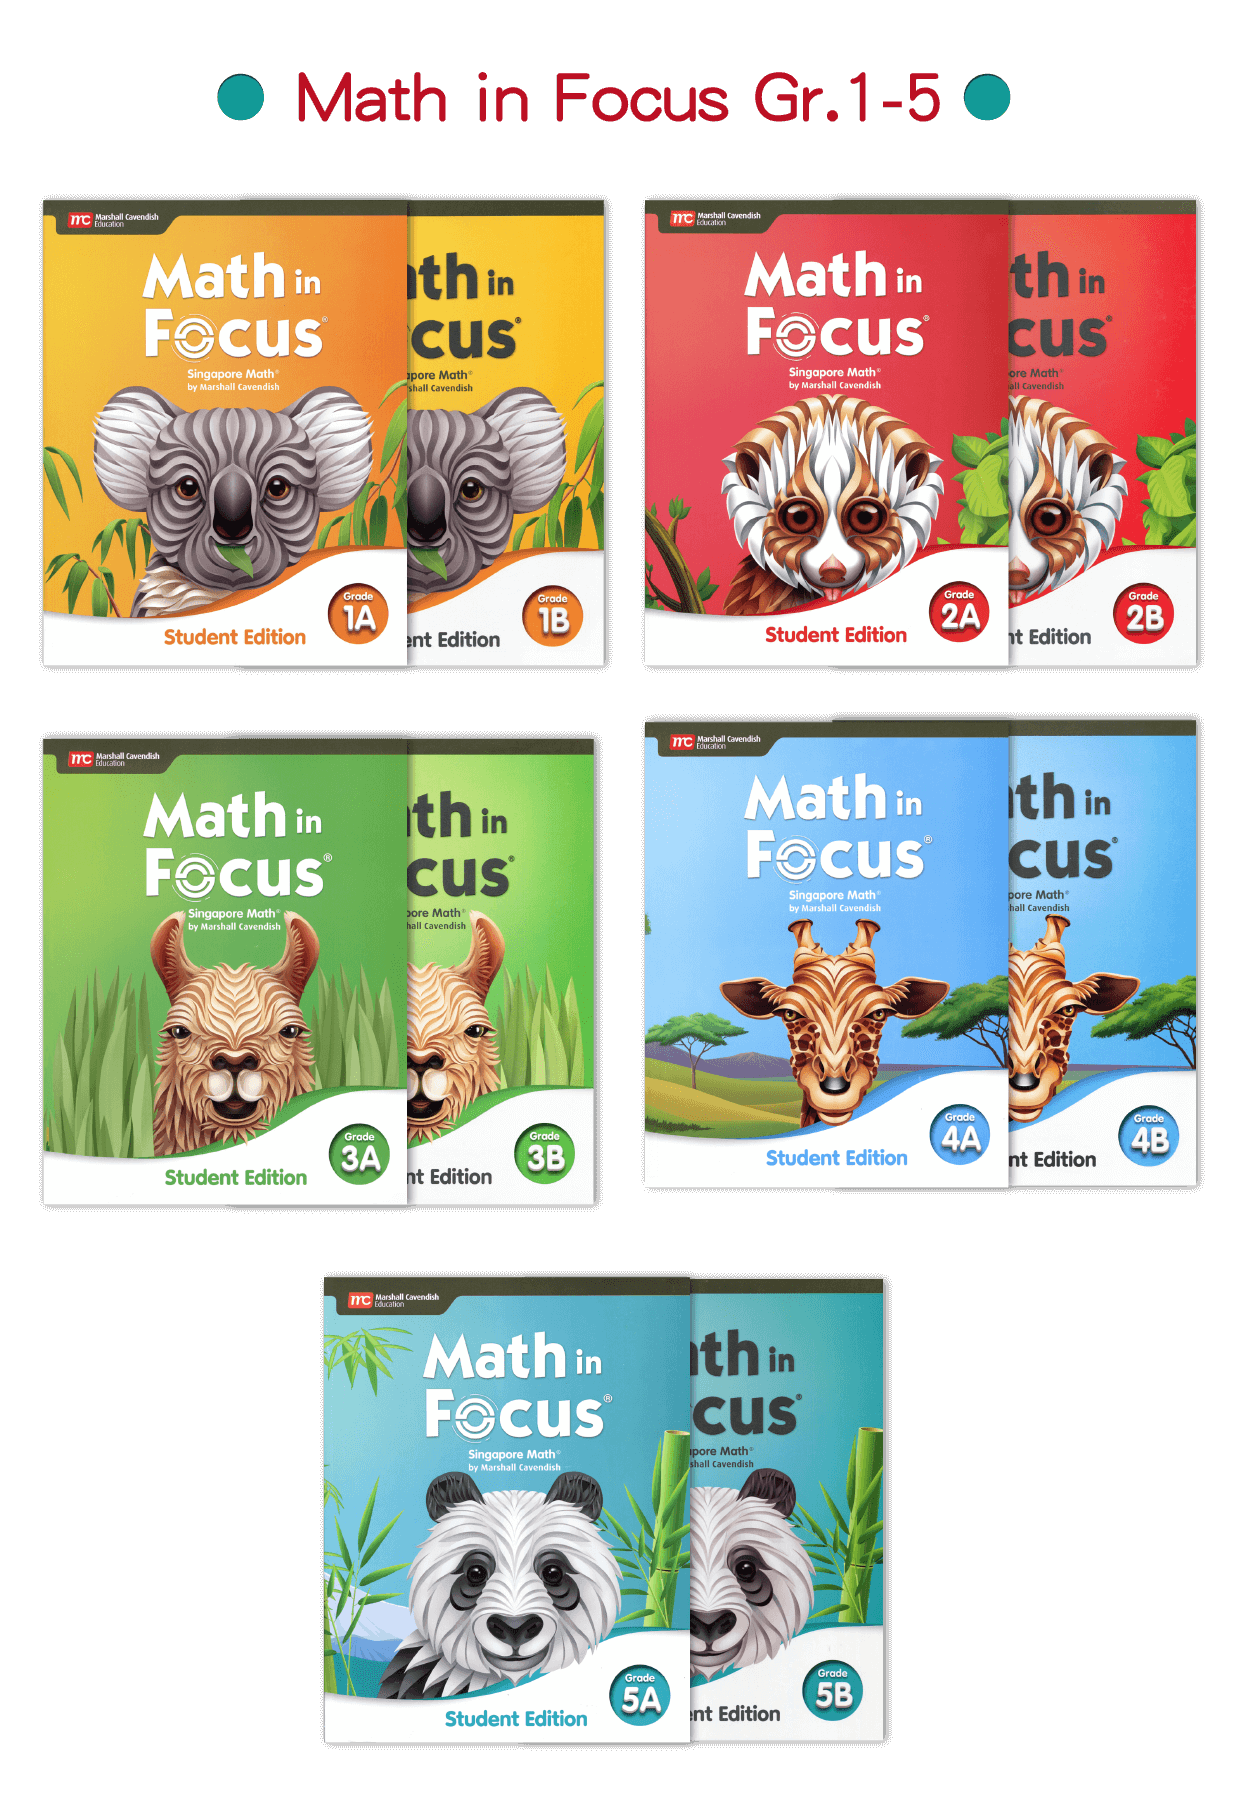 Math in Focus Gr.1-5
mc Marshall Cavendish
Education
Math in
Focus®
Singapore Math®
by Marshall Cavendish
Student Edition
Grade
1A
th in
cus®
apore Math®
shall Cavendish
ent Edition
Grade
1B
mc Marshall Cavendish
Education
Math in
Focus®
Singapore Math®
by Marshall Cavendish
Student Edition
Grade
2A
th in
cus®
ore Math®
all Cavendish
nt Edition
Grade
2B
mc Marshall Cavendish
Education
Math in
Focus®
Singapore Math®
by Marshall Cavendish
Student Edition
Grade
3A
th in
cus®
pore Math®
hall Cavendish
nt Edition
Grade
3B
mc Marshall Cavendish
Education
Math in
Focus®
Singapore Math®
by Marshall Cavendish
Student Edition
Grade
4A
th in
cus®
pore Math®
hall Cavendish
nt Edition
Grade
4B
mc Marshall Cavendish
Education
Math in
Focus®
Singapore Math®
by Marshall Cavendish
Student Edition
Grade
5A
th in
cus®
apore Math®
shall Cavendish
ent Edition
Grade
5B